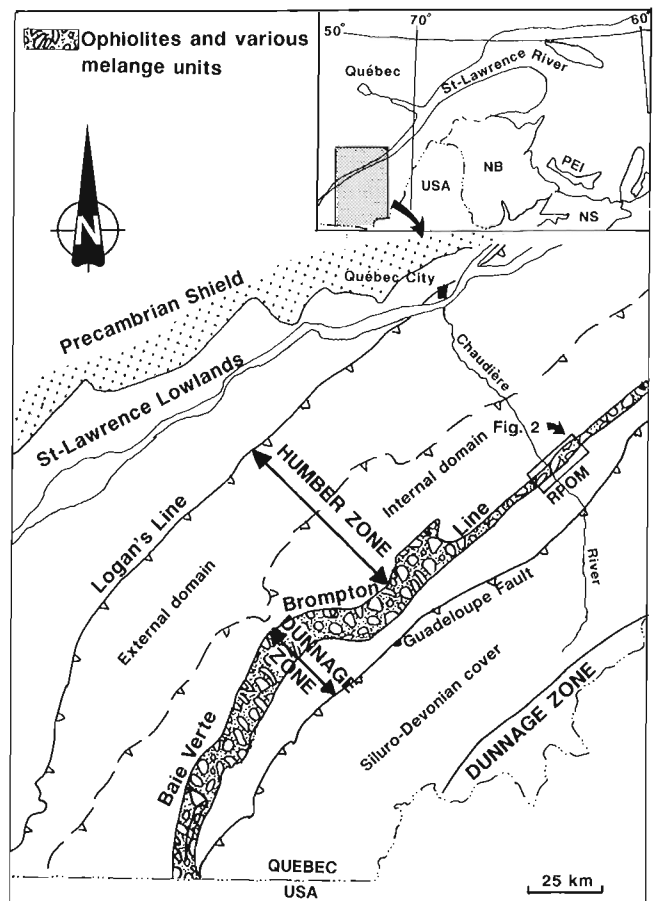 Ophiolites and various
melange units
50°
70°
60°
Québec
St-Lawrence River
USA
NB
PEI
NS
N
Québec City
Precambrian Shield
St-Lawrence Lowlands
Chaudière
Fig. 2
RPOM
Internal domain
HUMBER ZONE
Line
Logan's Line
River
Brompton
Guadeloupe Fault
External domain
DUNNAGE
ZONE
Siluro-Devonian cover
DUNNAGE ZONE
Baie Verte
QUEBEC
USA
25 km